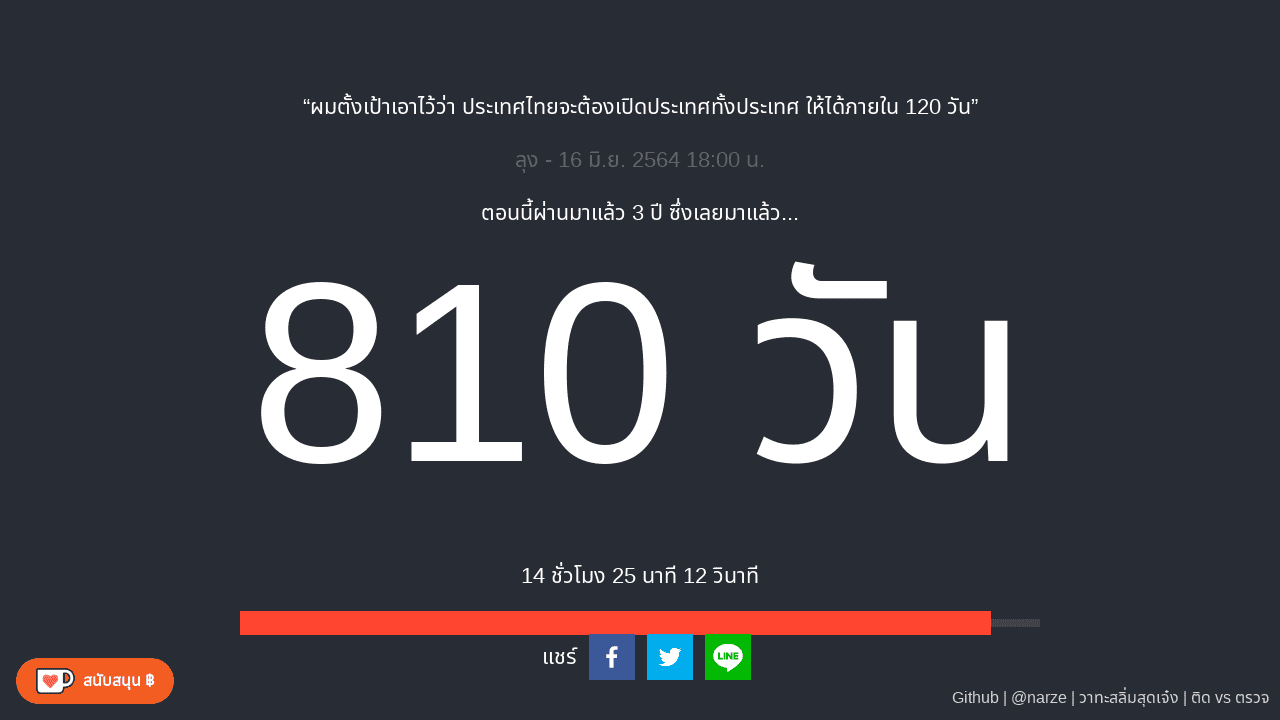 “ผมตั้งเป้าเอาไว้ว่า ประเทศไทยจะต้องเปิดประเทศทั้งประเทศ ให้ได้ภายใน 120 วัน”
ลุง - 16 มิ.ย. 2564 18:00 น.
ตอนนี้ผ่านมาแล้ว 3 ปี ซึ่งเลยมาแล้ว...
810 วัน
14 ชั่วโมง 25 นาที 12 วินาที
แชร์
LINE
สนับสนุน ฿
Github | @narze | วาทะสลิ่มสุดเจ๋ง | ติด vs ตรวจ